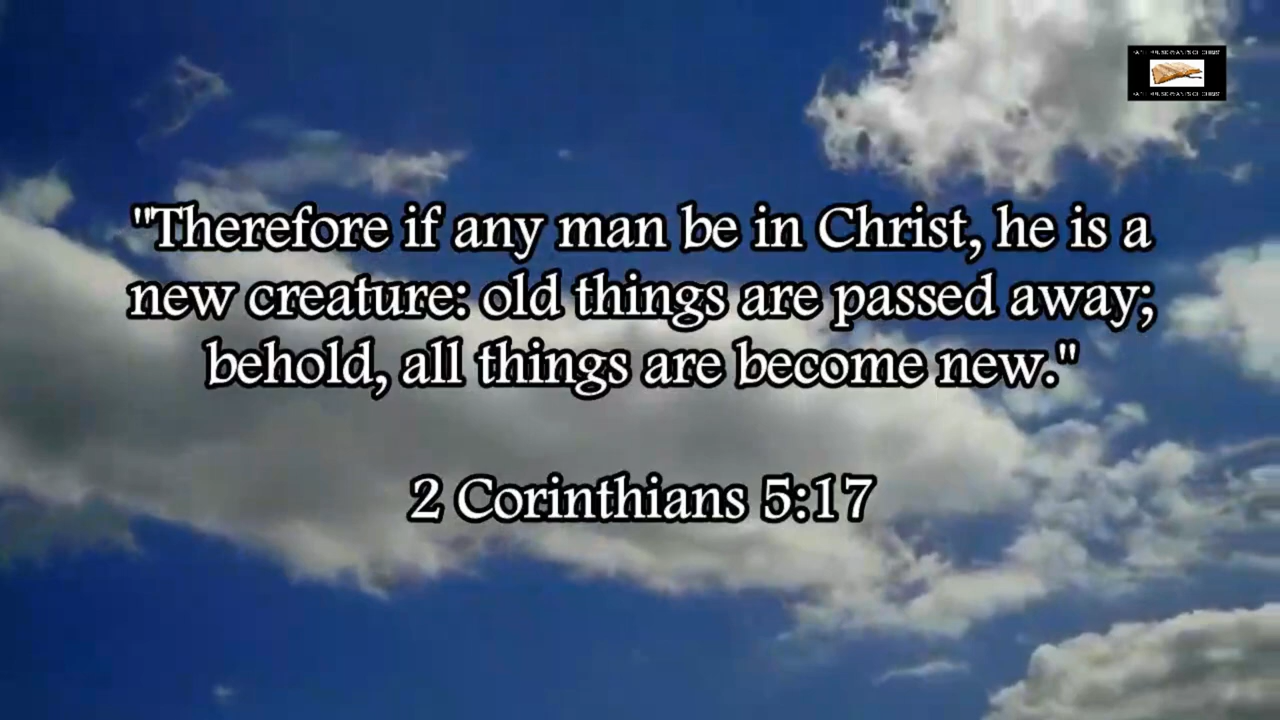 "Therefore if any man be in Christ, he is a
new creature: old things are passed away;
behold, all things are become new."
2 Corinthians 5:17